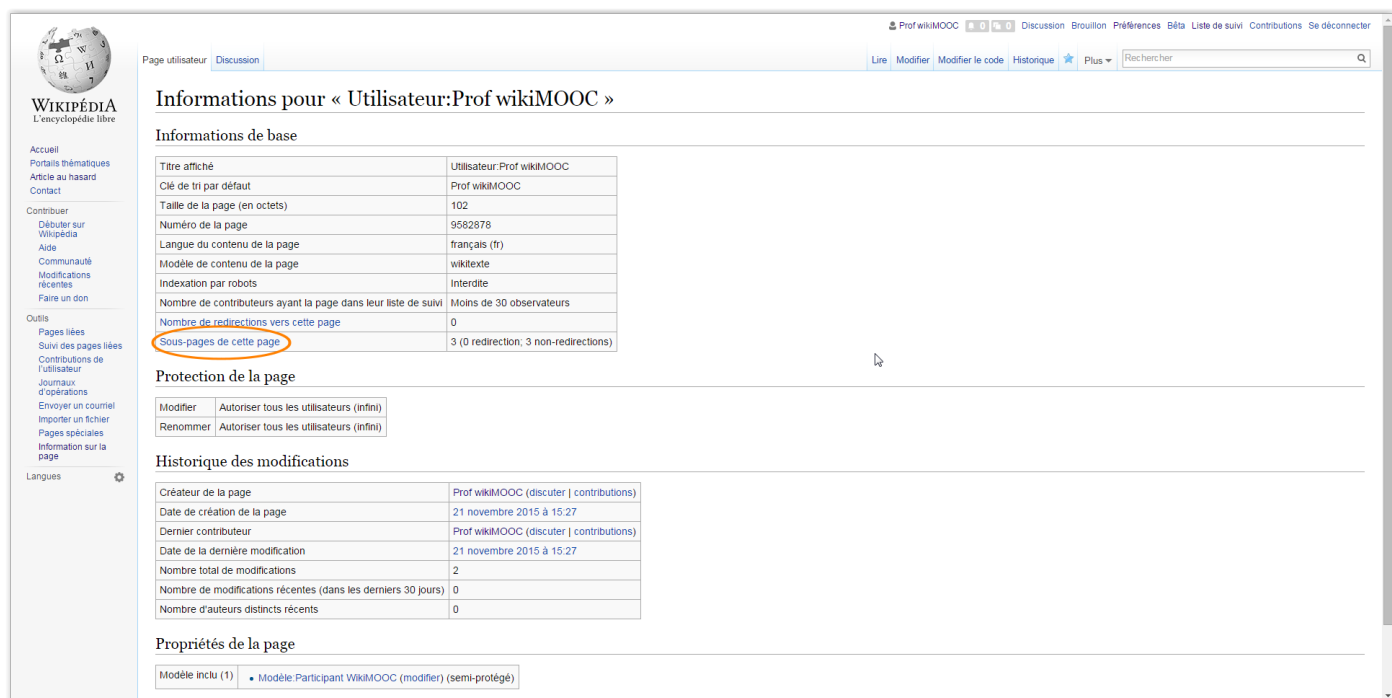 Prof wikiMOOC 0 0 Discussion Brouillon Préférences Bêta Liste de suivi Contributions Se déconnecter
Page utilisateur Discussion Lire Modifier Modifier le code Historique Plus Rechercher
WIKIPÉDIA
L'encyclopédie libre
Accueil
Portails thématiques
Article au hasard
Contact
Contribuer
Débuter sur
Wikipédia
Aide
Communauté
Modifications
récentes
Faire un don
Outils
Pages liées
Suivi des pages liées
Contributions de
l'utilisateur
Journaux
d'opérations
Envoyer un courriel
Importer un fichier
Pages spéciales
Information sur la
page
Langues
Informations pour « Utilisateur:Prof wikiMOOC »
Informations de base
Titre affiché Utilisateur:Prof wikiMOOC
Clé de tri par défaut Prof wikiMOOC
Taille de la page (en octets) 102
Numéro de la page 9582878
Langue du contenu de la page français (fr)
Modèle de contenu de la page wikitexte
Indexation par robots Interdite
Nombre de contributeurs ayant la page dans leur liste de suivi Moins de 30 observateurs
Nombre de redirections vers cette page 0
Sous-pages de cette page 3 (0 redirection; 3 non-redirections)
Protection de la page
Modifier Autoriser tous les utilisateurs (infini)
Renommer Autoriser tous les utilisateurs (infini)
Historique des modifications
Créateur de la page Prof wikiMOOC (discuter | contributions)
Date de création de la page 21 novembre 2015 à 15:27
Dernier contributeur Prof wikiMOOC (discuter | contributions)
Date de la dernière modification 21 novembre 2015 à 15:27
Nombre total de modifications 2
Nombre de modifications récentes (dans les derniers 30 jours) 0
Nombre d'auteurs distincts récents 0
Propriétés de la page
Modèle inclu (1) • Modèle:Participant WikiMOOC (modifier) (semi-protégé)